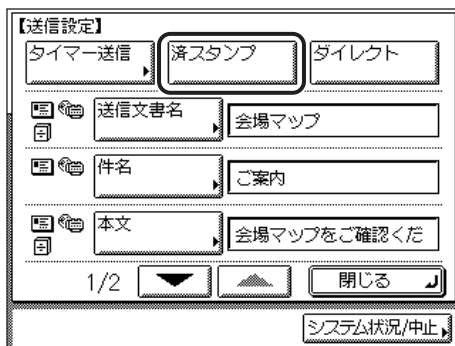 【送信設定】
タイマー送信 済スタンプ ダイレクト
送信文書名 会場マップ
件名 ご案内
本文 会場マップをご確認くだ
1/2 閉じる
システム状況/中止